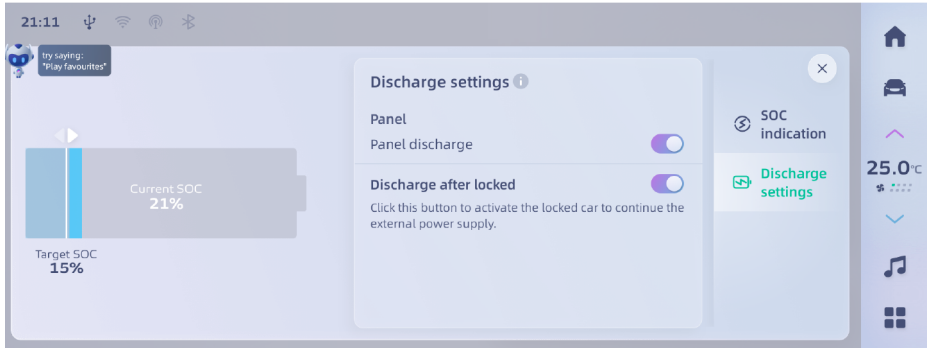 21:11
try saying:
"Play favourites"
Current SOC
21%
Target SOC
15%
Discharge settings
Panel
Panel discharge
Discharge after locked
Click this button to activate the locked car to continue the
external power supply.
SOC
indication
Discharge
settings
25.0°C